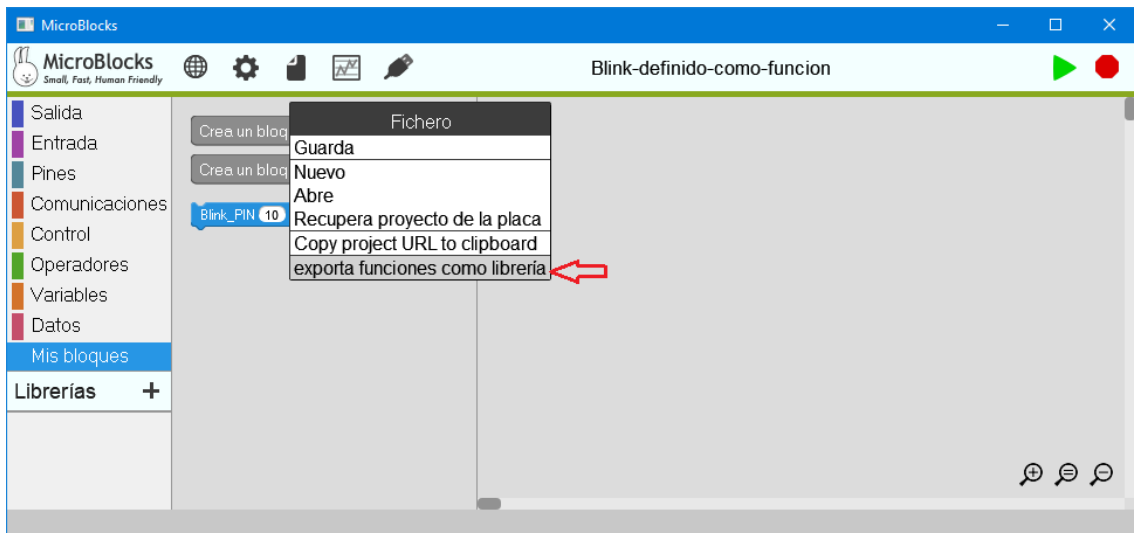 MicroBlocks
MicroBlocks
Small, Fast, Human Friendly
Blink-definido-como-funcion
Salida
Entrada
Pines
Comunicaciones
Control
Operadores
Variables
Datos
Mis bloques
Librerías +
Crea un bloq
Crea un bloq
Blink_PIN 10
Fichero
Guarda
Nuevo
Abre
Recupera proyecto de la placa
Copy project URL to clipboard
exporta funciones como librería